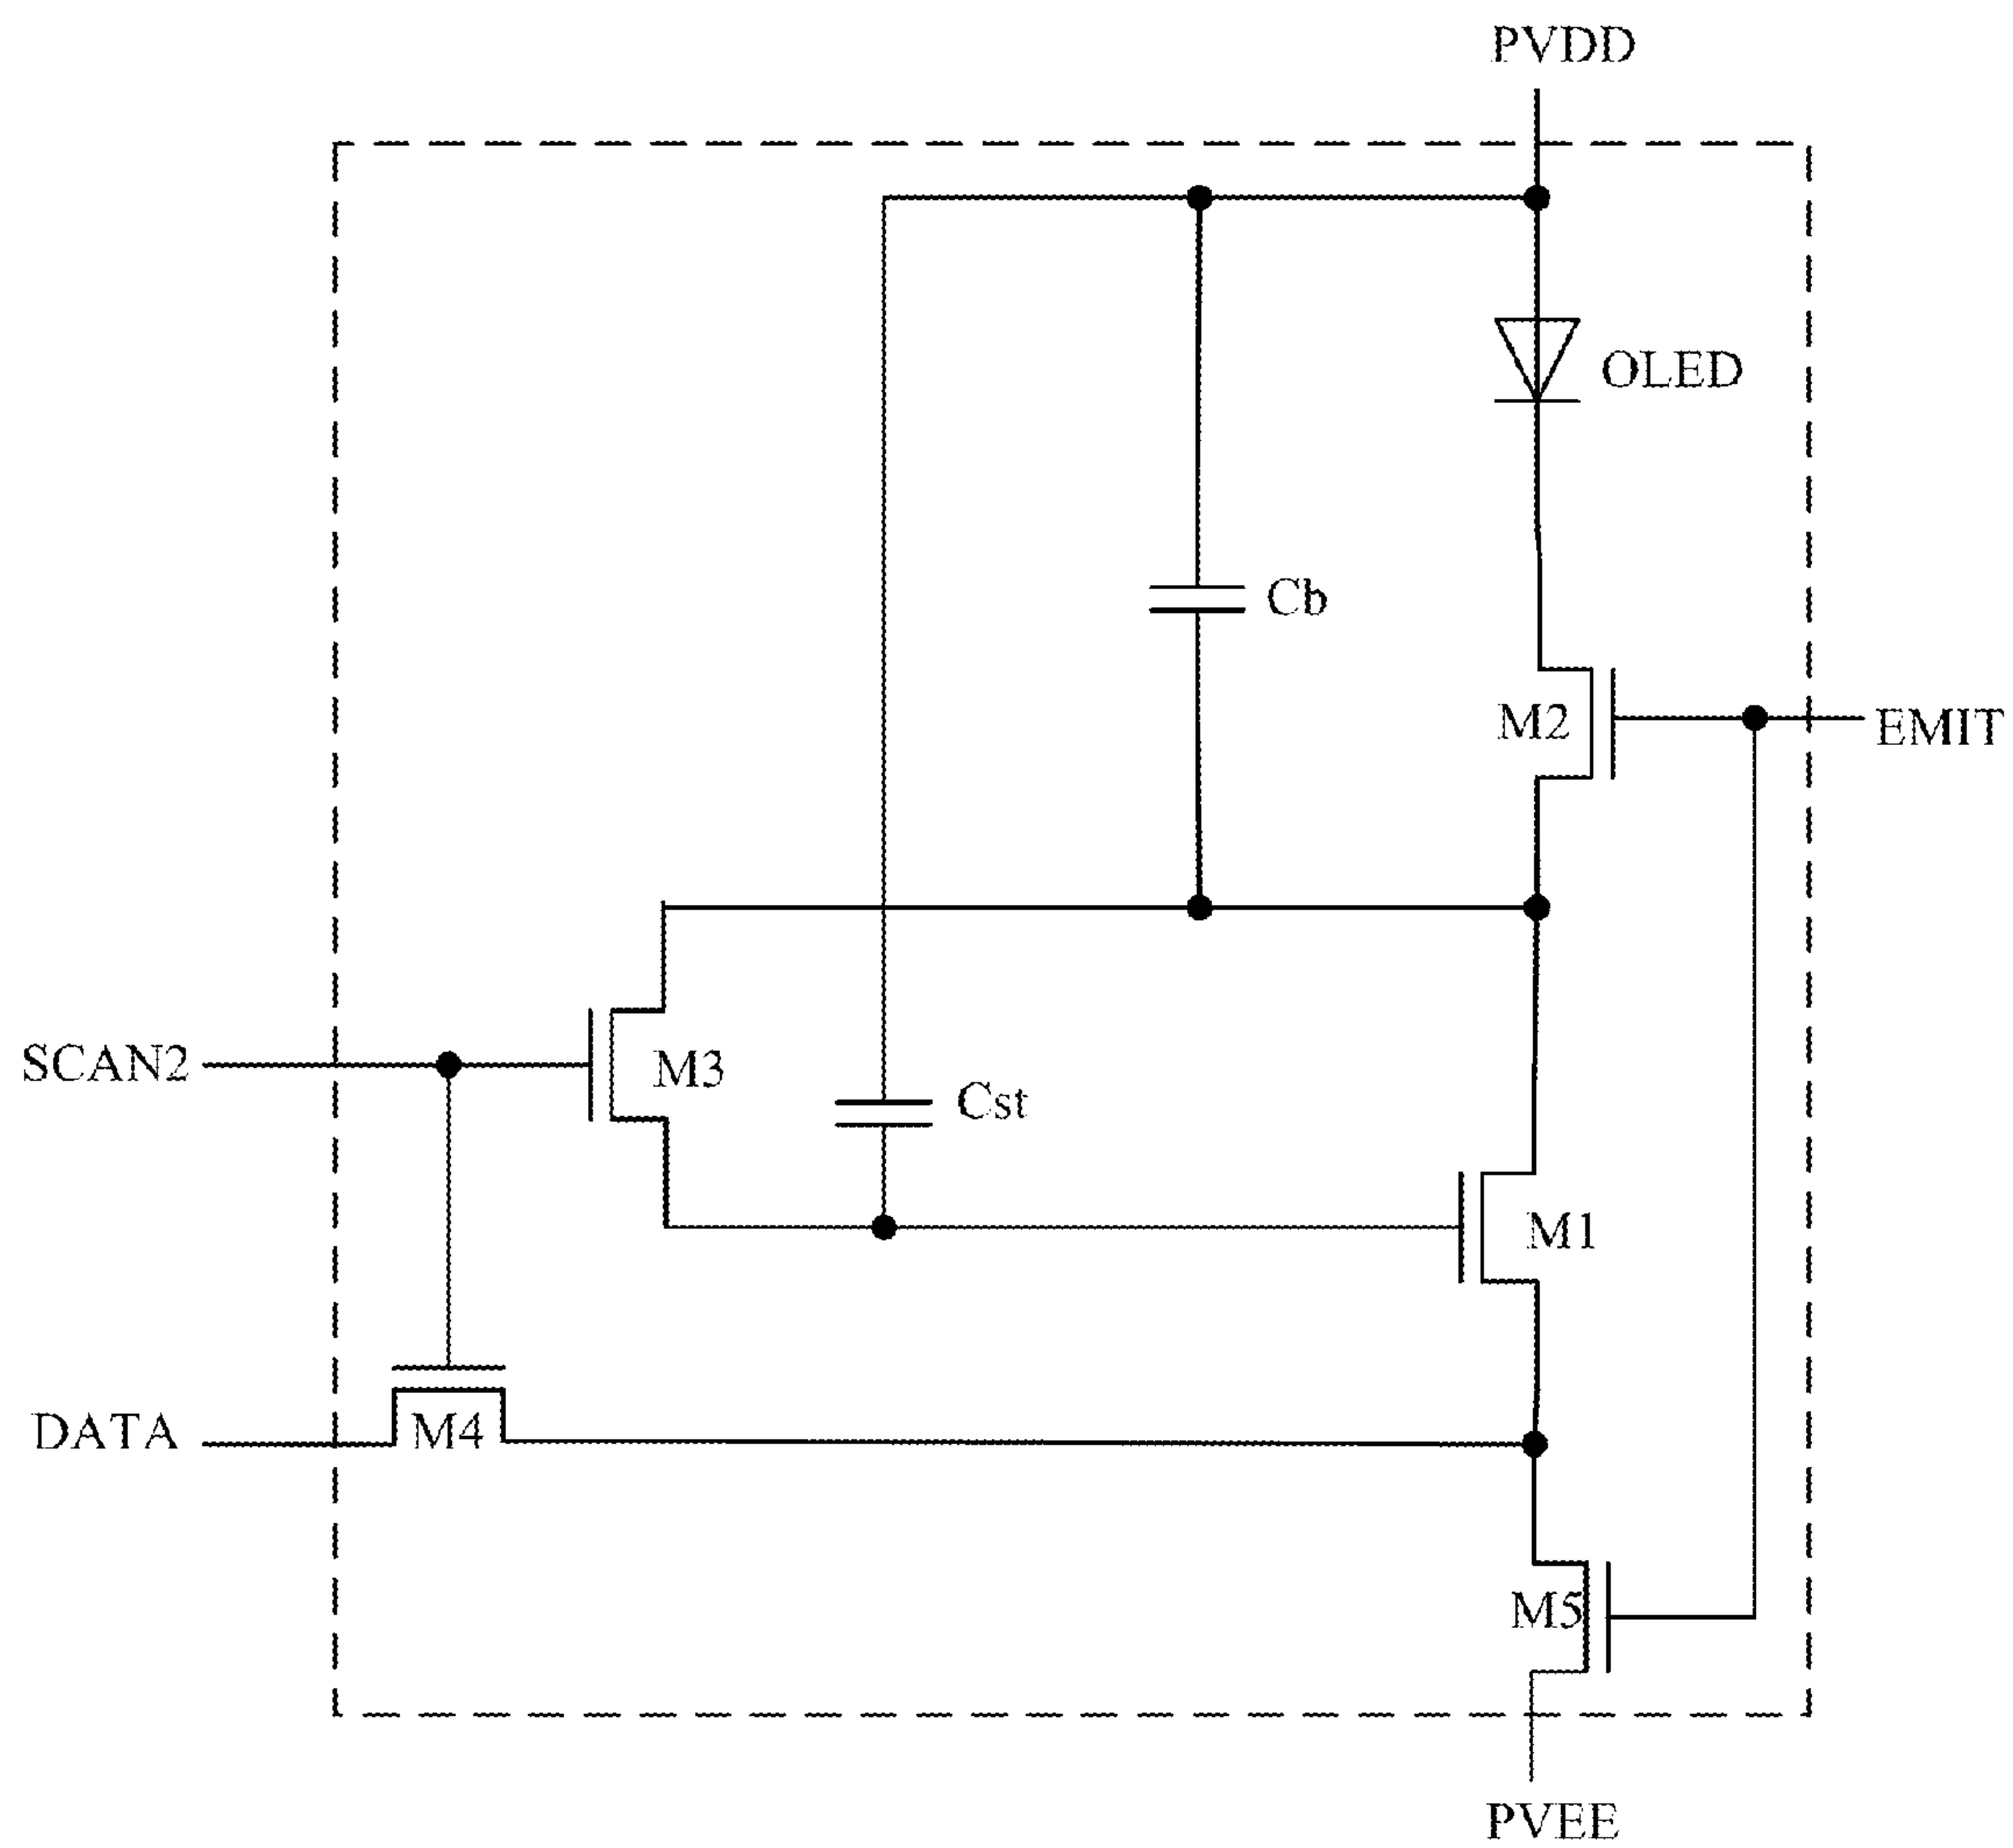 PVDD
OLED
Cb
M2
EMIT
SCAN2
M3
Cst
M1
DATA
M4
M5
PVEE